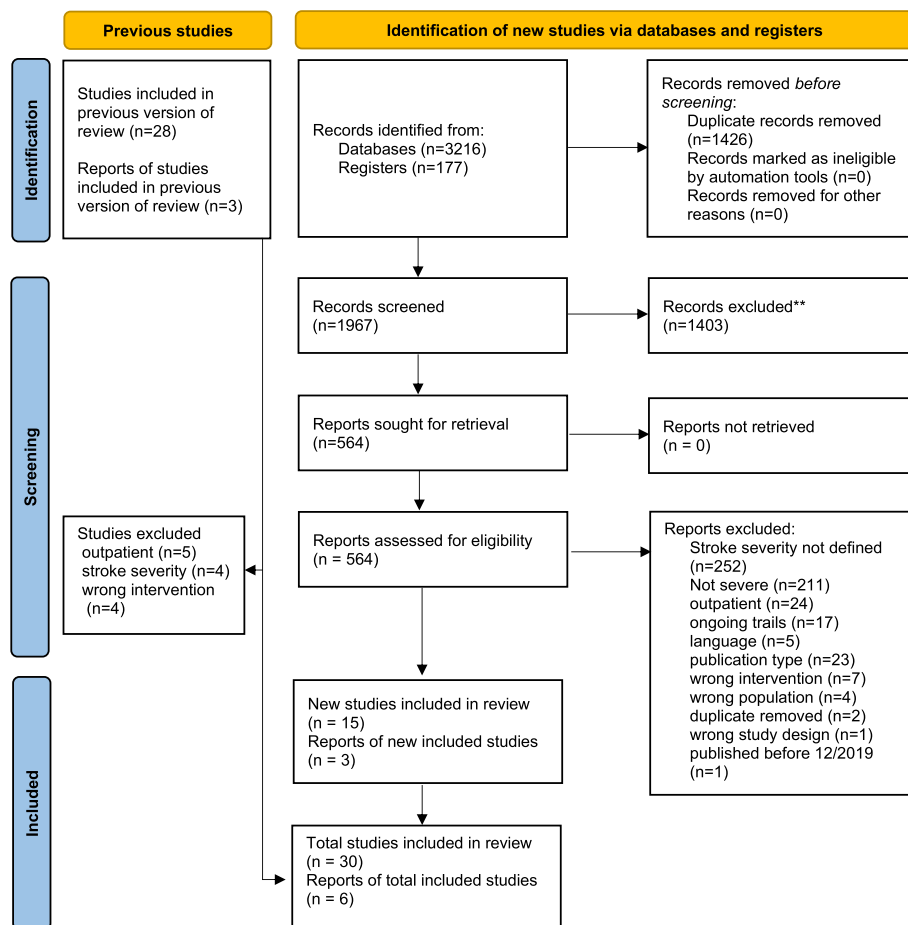 Previous studies
Identification of new studies via databases and registers
Identification
Studies included in
previous version of
review (n=28)
Reports of studies
included in previous
version of review (n=3)
Records identified from:
Databases (n=3216)
Registers (n=177)
Records removed before
screening:
Duplicate records removed
(n=1426)
Records marked as ineligible
by automation tools (n=0)
Records removed for other
reasons (n=0)
Screening
Records screened
(n=1967)
Records excluded**
(n=1403)
Reports sought for retrieval
(n=564)
Reports not retrieved
(n = 0)
Studies excluded
outpatient (n=5)
stroke severity (n=4)
wrong intervention
(n=4)
Reports assessed for eligibility
(n = 564)
Reports excluded:
Stroke severity not defined
(n=252)
Not severe (n=211)
outpatient (n=24)
ongoing trails (n=17)
language (n=5)
publication type (n=23)
wrong intervention (n=7)
wrong population (n=4)
duplicate removed (n=2)
wrong study design (n=1)
published before 12/2019
(n=1)
Included
New studies included in review
(n = 15)
Reports of new included studies
(n = 3)
Total studies included in review
(n = 30)
Reports of total included studies
(n = 6)